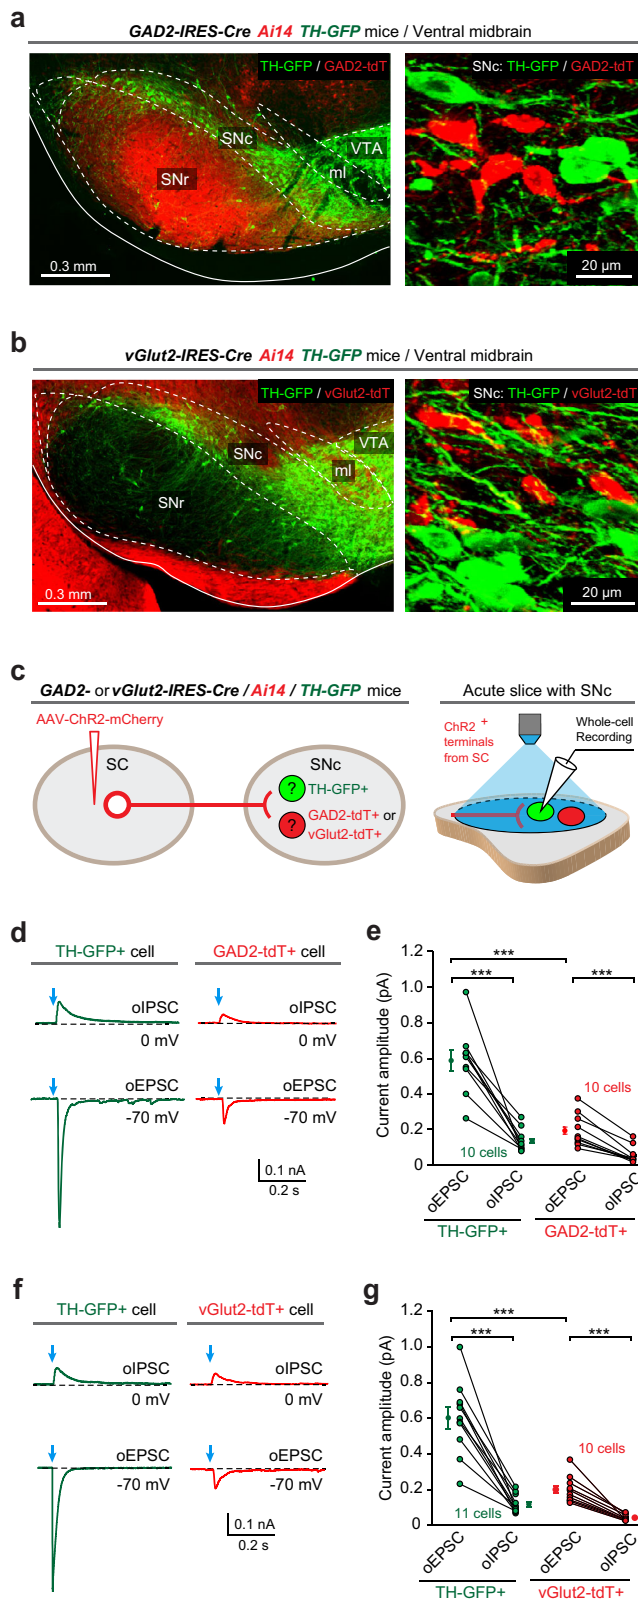 a
GAD2-IRES-Cre Ai14 TH-GFP mice / Ventral midbrain
TH-GFP / GAD2-tdT
SNc
VTA
ml
SNr
0.3 mm
SNc: TH-GFP / GAD2-tdT
20 µm
b
vGlut2-IRES-Cre Ai14 TH-GFP mice / Ventral midbrain
TH-GFP / vGlut2-tdT
VTA
SNc
ml
SNr
0.3 mm
SNc: TH-GFP / vGlut2-tdT
20 µm
c
GAD2- or vGlut2-IRES-Cre / Ai14 / TH-GFP mice
AAV-ChR2-mCherry
SC
SNc
? TH-GFP+
? GAD2-tdT+ or
vGlut2-tdT+
Acute slice with SNc
ChR2+
terminals
from SC
Whole-cell
Recording
?
d
TH-GFP+ cell
GAD2-tdT+ cell
oIPSC
0 mV
oIPSC
0 mV
oEPSC
-70 mV
oEPSC
-70 mV
0.1 nA
0.2 s
e
Current amplitude (pA)
1.2
1.0
0.8
0.6
0.4
0.2
0
***
***
***
10 cells
10 cells
oEPSC
oIPSC
oEPSC
oIPSC
TH-GFP+
GAD2-tdT+
f
TH-GFP+ cell
vGlut2-tdT+ cell
oIPSC
0 mV
oIPSC
0 mV
oEPSC
-70 mV
oEPSC
-70 mV
0.1 nA
0.2 s
g
Current amplitude (pA)
1.2
1.0
0.8
0.6
0.4
0.2
0
***
***
***
10 cells
11 cells
oEPSC
oIPSC
oEPSC
oIPSC
TH-GFP+
vGlut2-tdT+